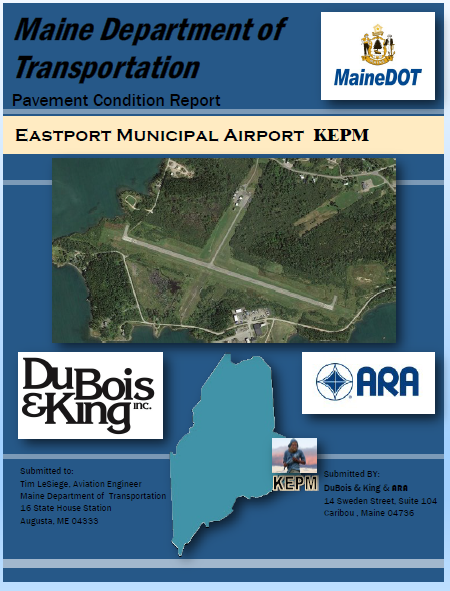 Maine Department of
Transportation
MaineDOT
Pavement Condition Report
EASTPORT MUNICIPAL AIRPORT KEPM
DuBois
&King inc.
ARA
KEPM
Submitted to:
Tim LeSiege, Aviation Engineer
Maine Department of Transportation
16 State House Station
Augusta, ME 04333
Submitted BY:
DuBois & King & ARA
14 Sweden Street, Suite 104
Caribou , Maine 04736